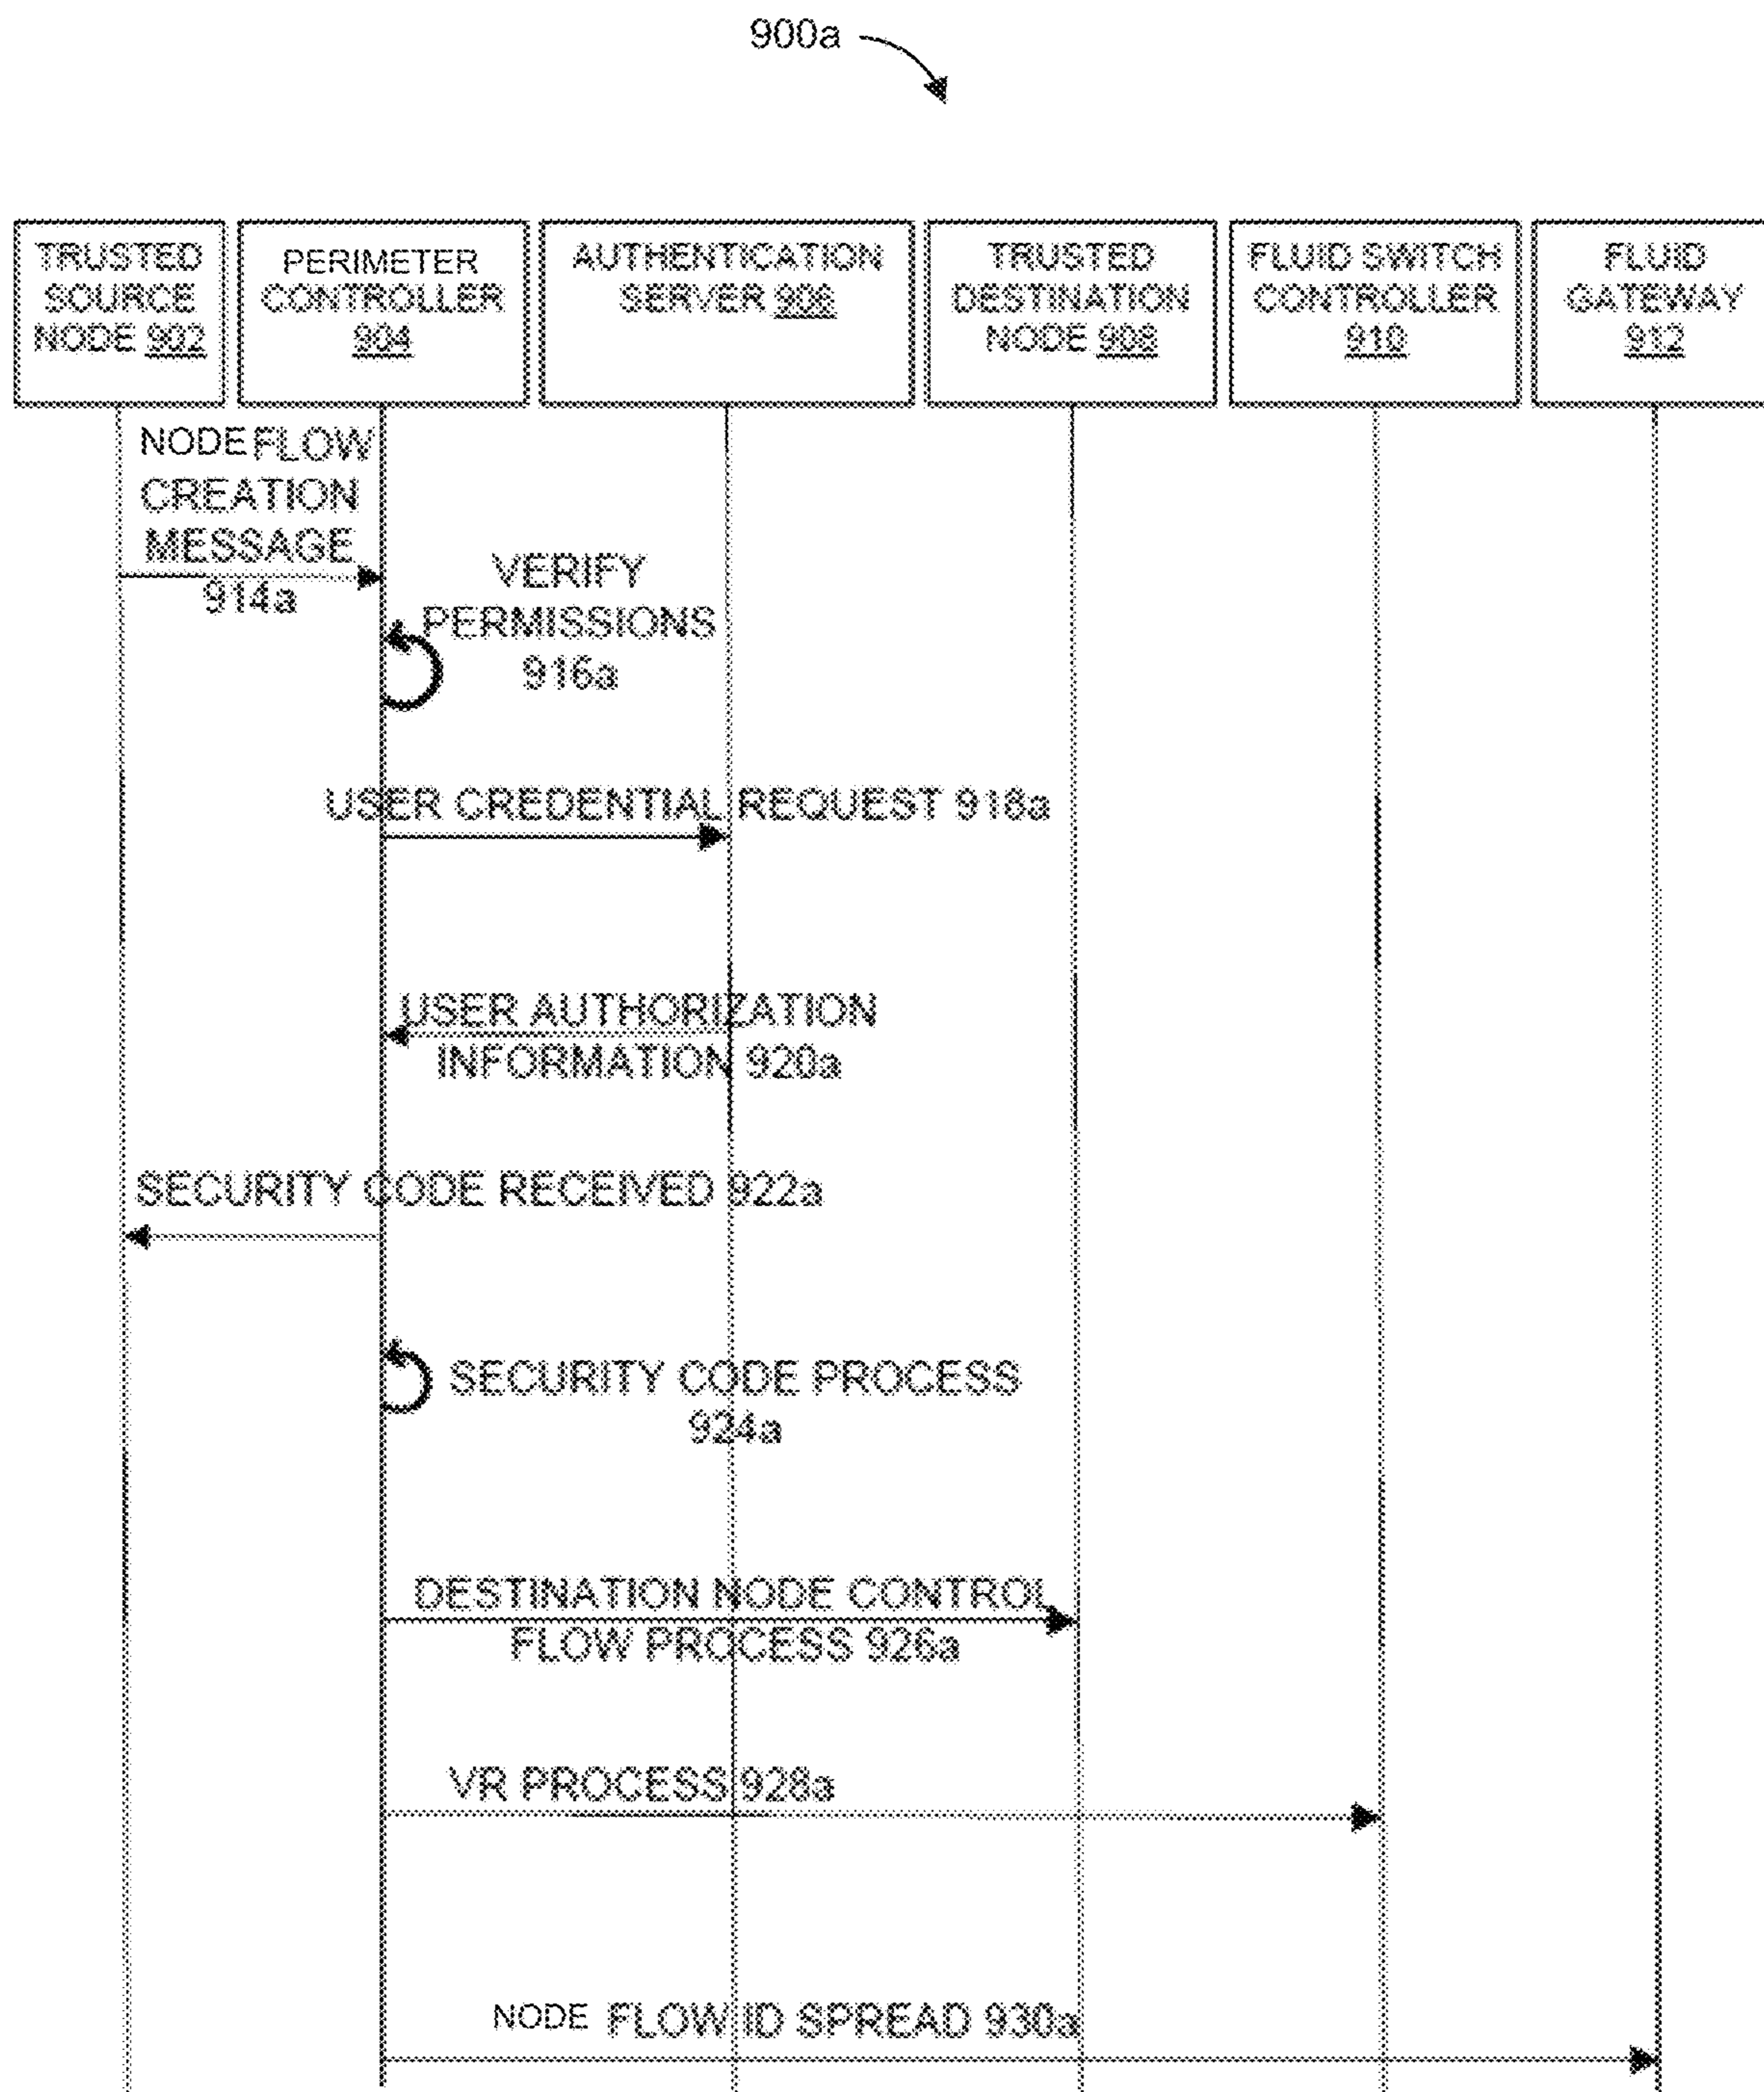 900a
TRUSTED
SOURCE
NODE 902
PERIMETER
CONTROLLER
904
AUTHENTICATION
SERVER 906
TRUSTED
DESTINATION
NODE 908
FLUID SWITCH
CONTROLLER
910
FLUID
GATEWAY
912
NODE FLOW
CREATION
MESSAGE
914a
VERIFY
PERMISSIONS
916a
USER CREDENTIAL REQUEST 918a
USER AUTHORIZATION
INFORMATION 920a
SECURITY CODE RECEIVED 922a
SECURITY CODE PROCESS
924a
DESTINATION NODE CONTROL
FLOW PROCESS 926a
VR PROCESS 928a
NODE FLOW ID SPREAD 930a